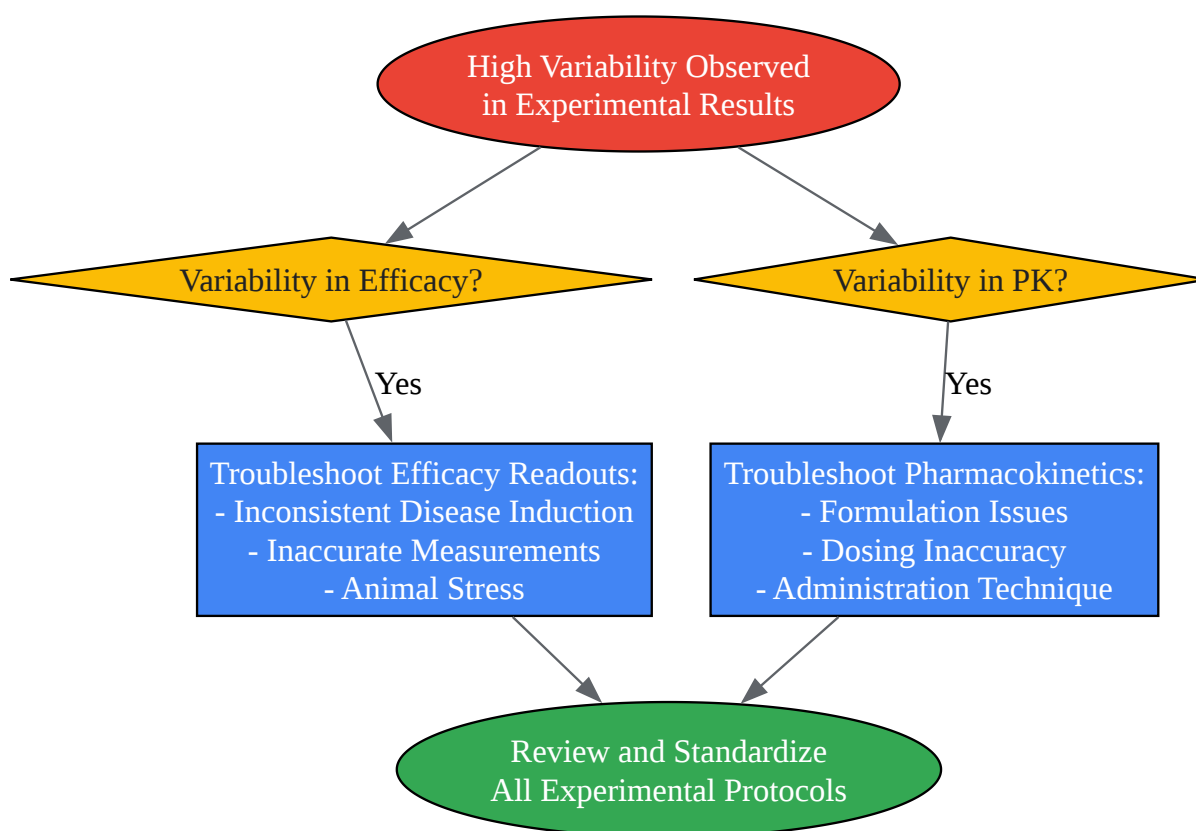 High Variability Observed
in Experimental Results
Variability in Efficacy?
Variability in PK?
Yes
Yes
Troubleshoot Efficacy Readouts:
- Inconsistent Disease Induction
- Inaccurate Measurements
- Animal Stress
Troubleshoot Pharmacokinetics:
- Formulation Issues
- Dosing Inaccuracy
- Administration Technique
Review and Standardize
All Experimental Protocols